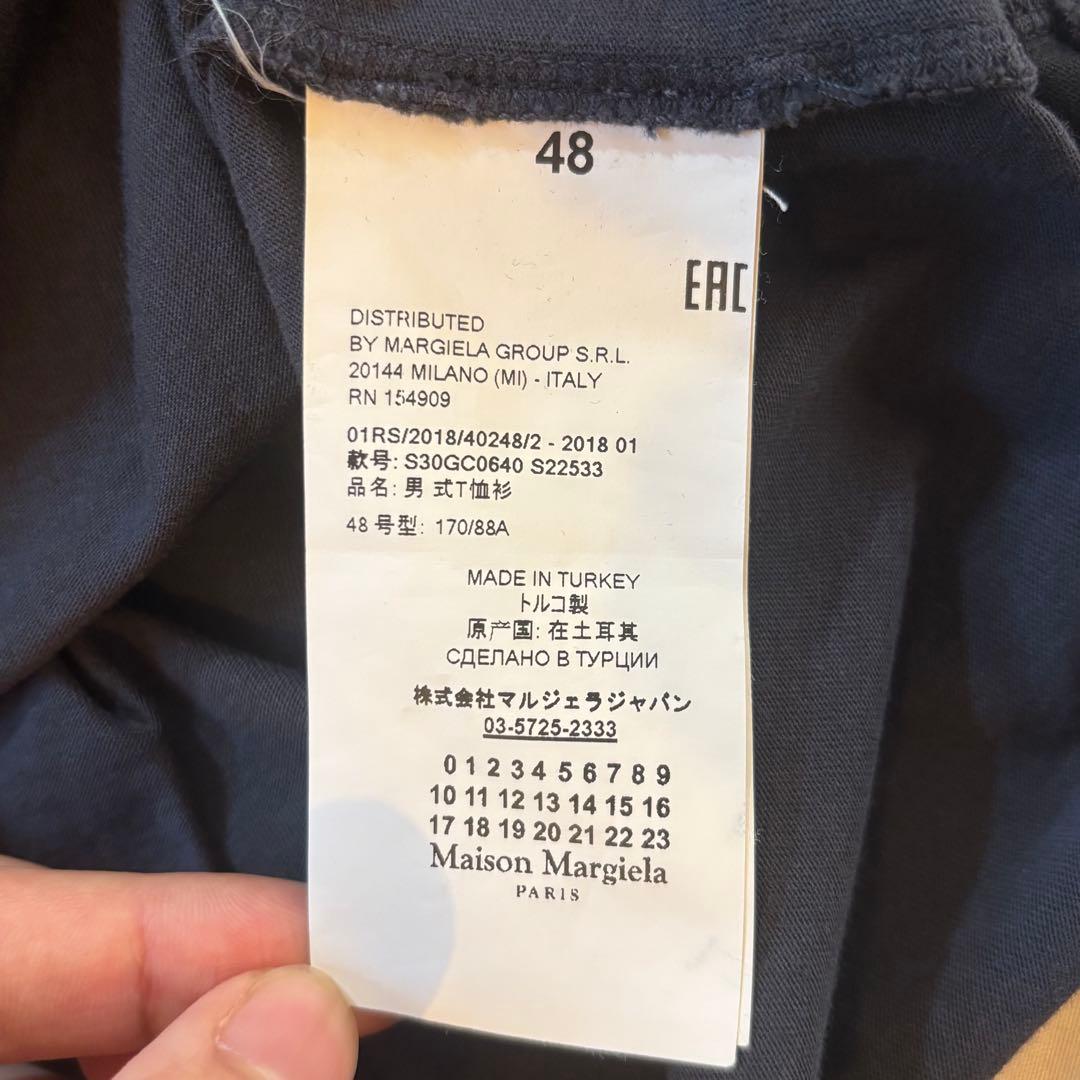 48
EAC
DISTRIBUTED
BY MARGIELA GROUP S.R.L.
20144 MILANO (MI) - ITALY
RN 154909
01RS/2018/40248/2 - 2018 01
款号: S30GC0640 S22533
品名: 男 式T恤衫
48 号型: 170/88A
MADE IN TURKEY
トルコ製
原产国: 在土耳其
СДЕЛАНО В ТУРЦИИ
株式会社マルジェラジャパン
03-5725-2333
0 1 2 3 4 5 6 7 8 9
10 11 12 13 14 15 16
17 18 19 20 21 22 23
Maison Margiela
PARIS